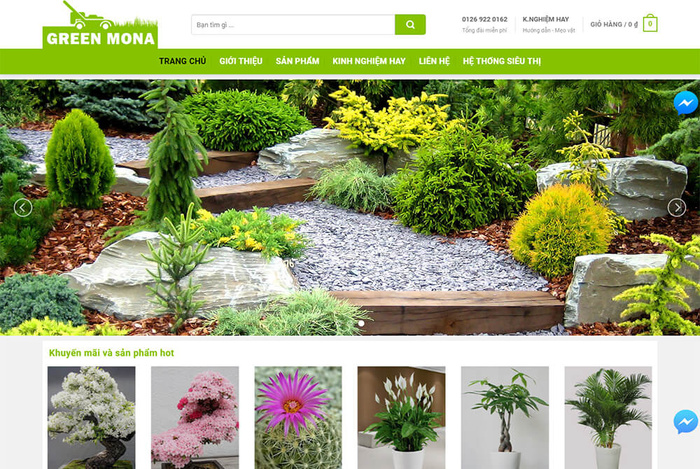 GREEN MONA
Bạn tìm gì ...
0126 922 0162
Tổng đài miễn phí
K.NGHIỆM HAY
Hướng dẫn - Mẹo vặt
GIỎ HÀNG / 0 ₫
0
TRANG CHỦ GIỚI THIỆU SẢN PHẨM KINH NGHIỆM HAY LIÊN HỆ HỆ THỐNG SIÊU THỊ
Khuyến mãi và sản phẩm hot